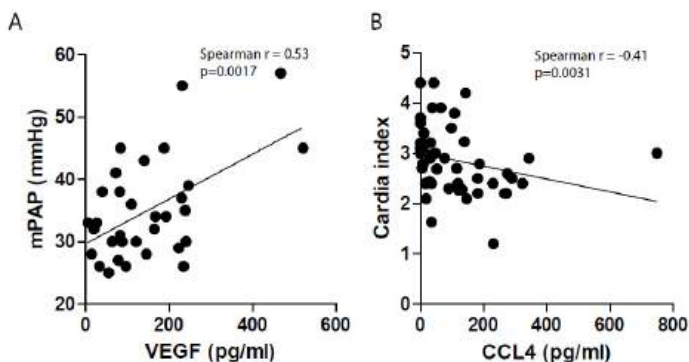 A
Spearman r = 0.53
p=0.0017
60
50
40
30
20
mPAP (mmHg)
0
200
400
600
VEGF (pg/ml)
B
Spearman r = -0.41
p=0.0031
5
4
3
2
1
0
Cardia index
0
200
400
600
800
CCL4 (pg/ml)